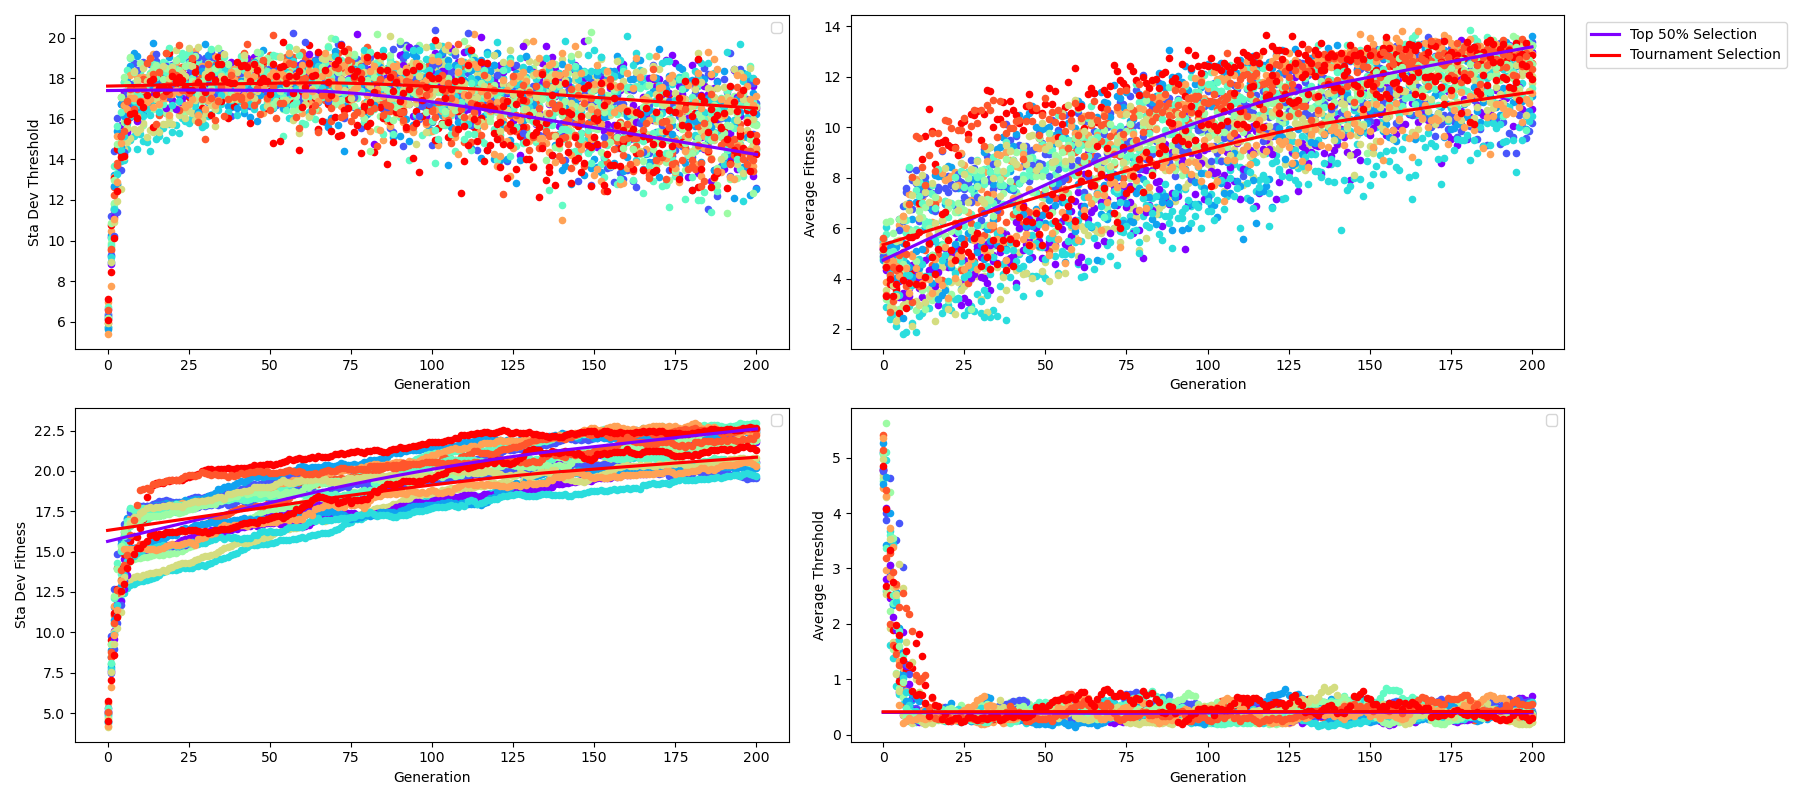 20
18
16
14
12
10
8
6
Sta Dev Threshold
0 25 50 75 100 125 150 175 200
Generation
14
12
10
8
6
4
2
Average Fitness
0 25 50 75 100 125 150 175 200
Generation
Top 50% Selection
Tournament Selection
22.5
20.0
17.5
15.0
12.5
10.0
7.5
5.0
Sta Dev Fitness
0 25 50 75 100 125 150 175 200
Generation
5
4
3
2
1
0
Average Threshold
0 25 50 75 100 125 150 175 200
Generation